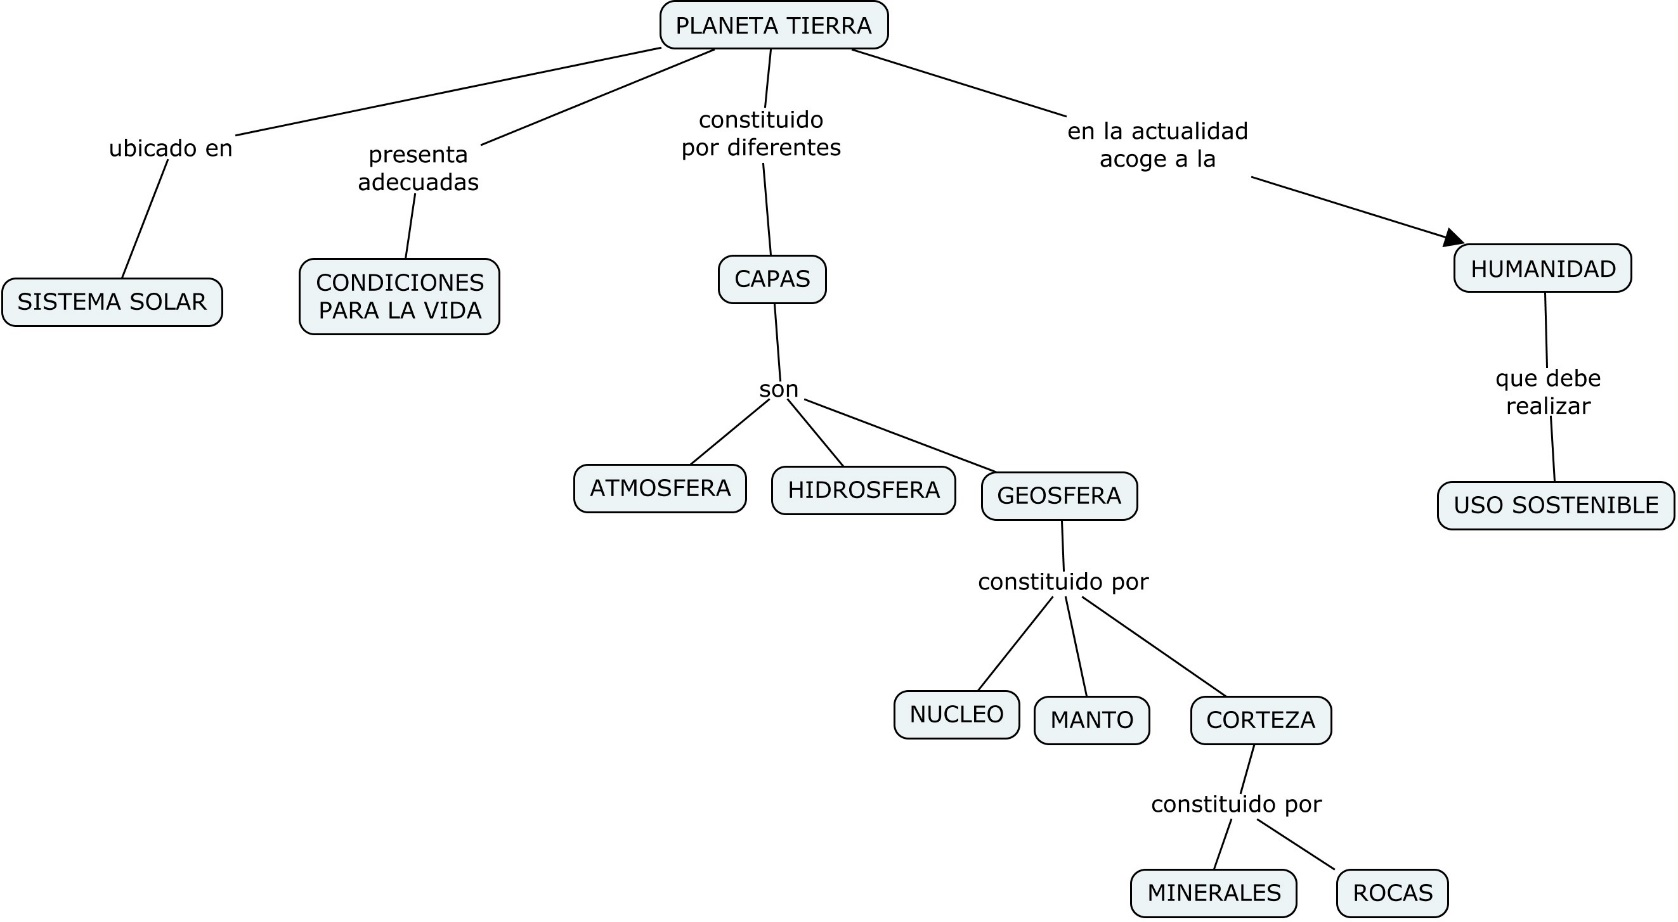 PLANETA TIERRA
ubicado en
presenta
adecuadas
constituido
por diferentes
en la actualidad
acoge a la
SISTEMA SOLAR
CONDICIONES
PARA LA VIDA
CAPAS
HUMANIDAD
son
que debe
realizar
ATMOSFERA
HIDROSFERA
GEOSFERA
USO SOSTENIBLE
constituido por
NUCLEO
MANTO
CORTEZA
constituido por
MINERALES
ROCAS